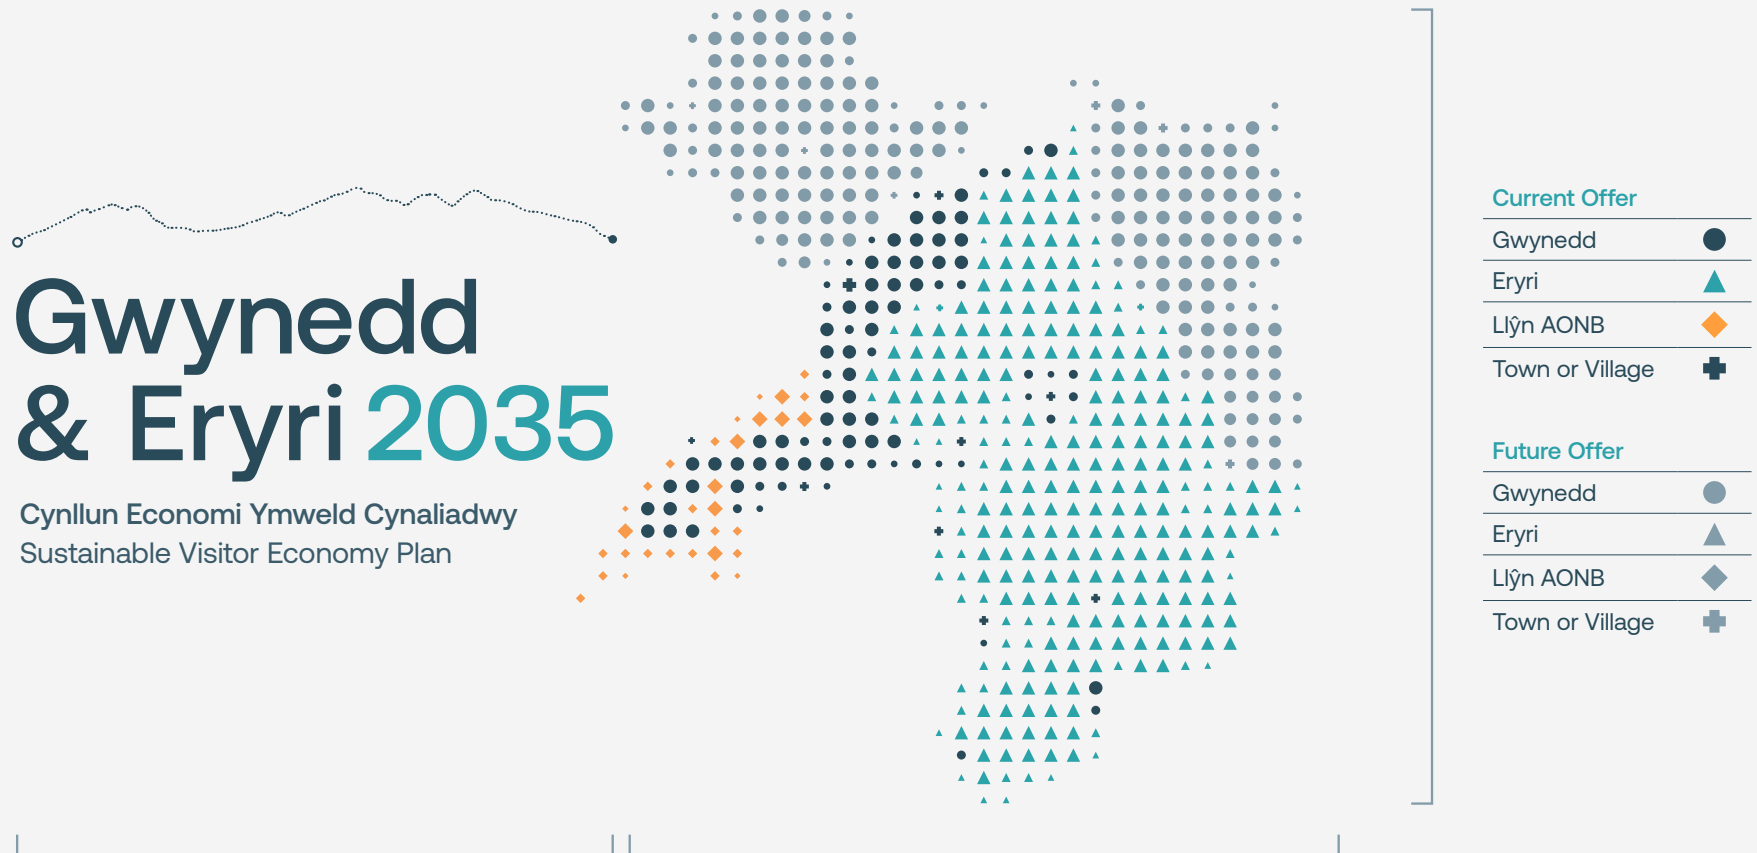 Gwynedd
& Eryri 2035
Cynllun Economi Ymweld Cynaliadwy
Sustainable Visitor Economy Plan
Current Offer
Gwynedd
Eryri
Llŷn AONB
Town or Village
Future Offer
Gwynedd
Eryri
Llŷn AONB
Town or Village